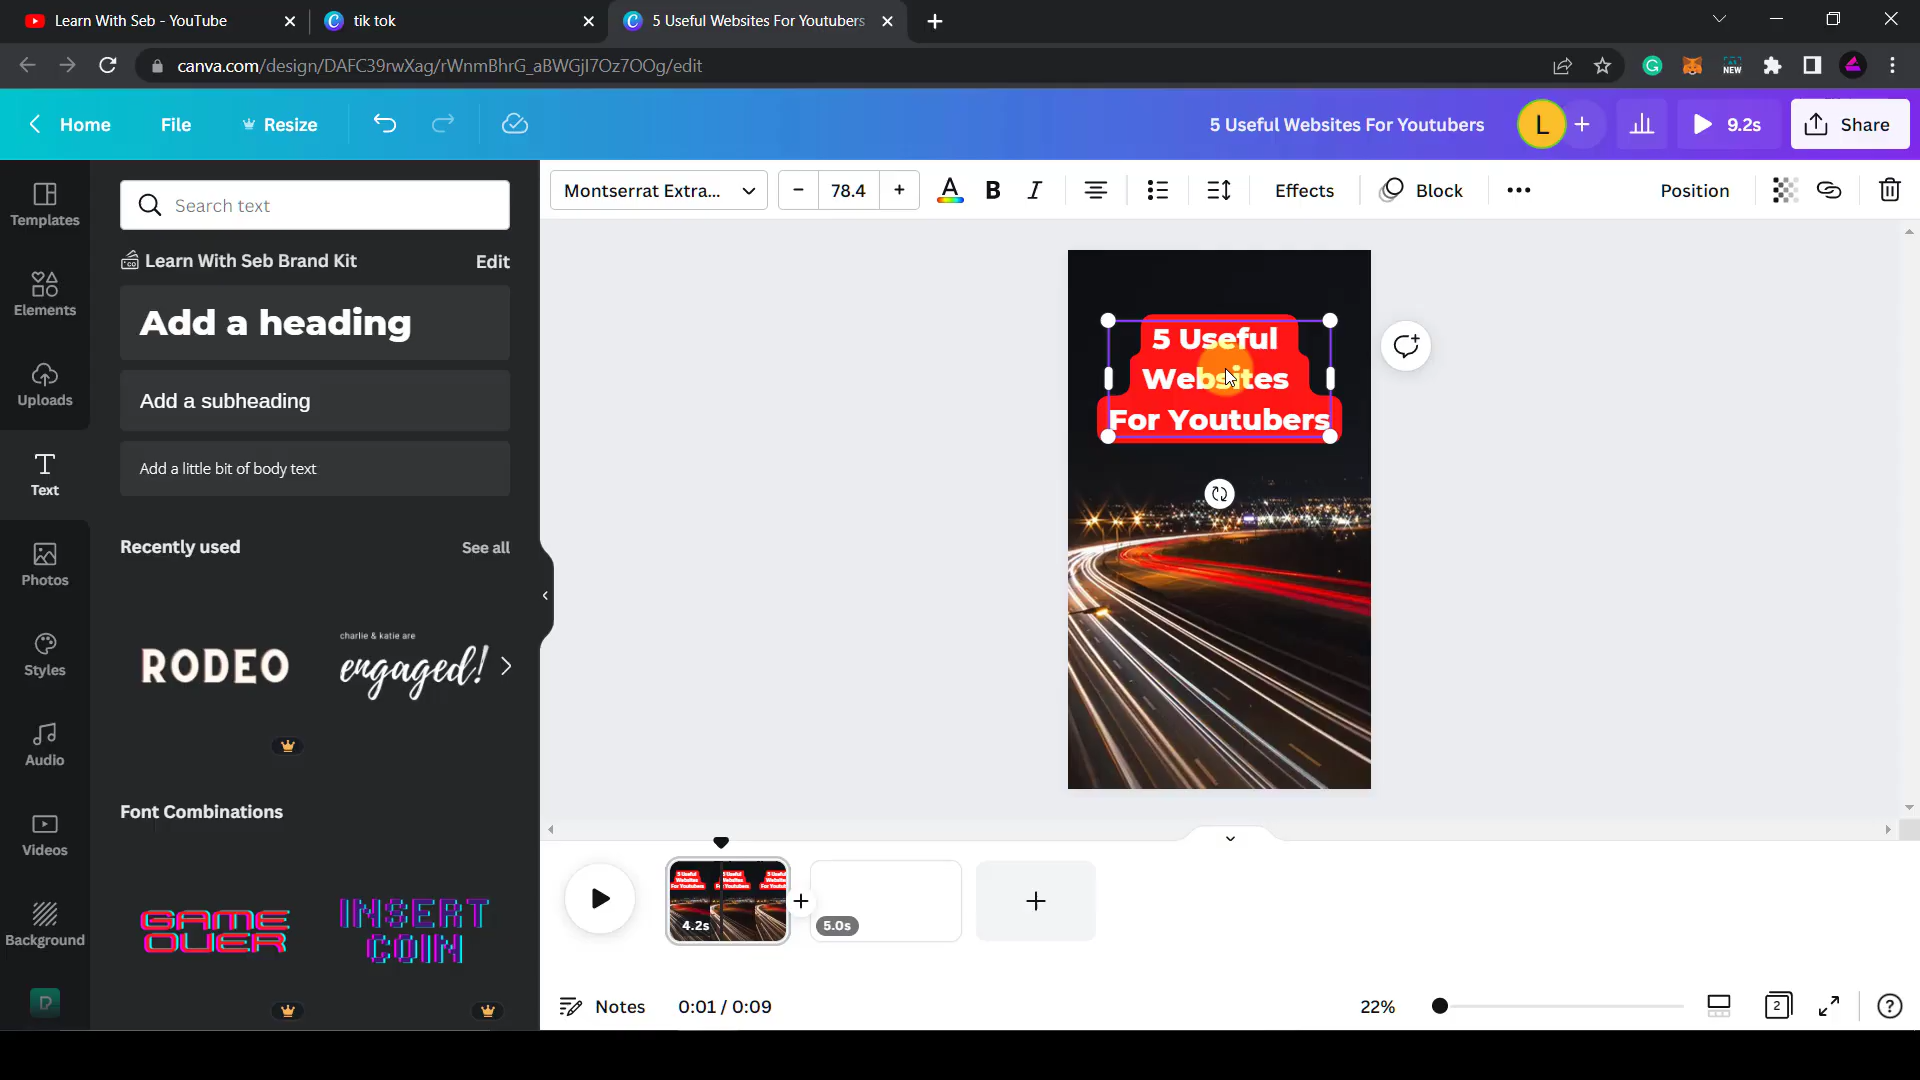 Learn With Seb - YouTube
tik tok
5 Useful Websites For Youtubers
canva.com/design/DAFC39rwXag/rWnmBhrG_aBWGjI7Oz7OOg/edit
NEW
Home
File
Resize
5 Useful Websites For Youtubers
L
9.2s
Share
Templates
Elements
Uploads
Text
Photos
Styles
Audio
Videos
Background
Search text
Learn With Seb Brand Kit
Edit
Add a heading
Add a subheading
Add a little bit of body text
Recently used
See all
RODEO
charlie & katie are
engaged!
Font Combinations
GAME
OVER
INSERT
COIN
Montserrat Extra...
78.4
A
B
I
Effects
Block
Position
5 Useful
Websites
For Youtubers
4.2s
5.0s
Notes
0:01 / 0:09
22%
2